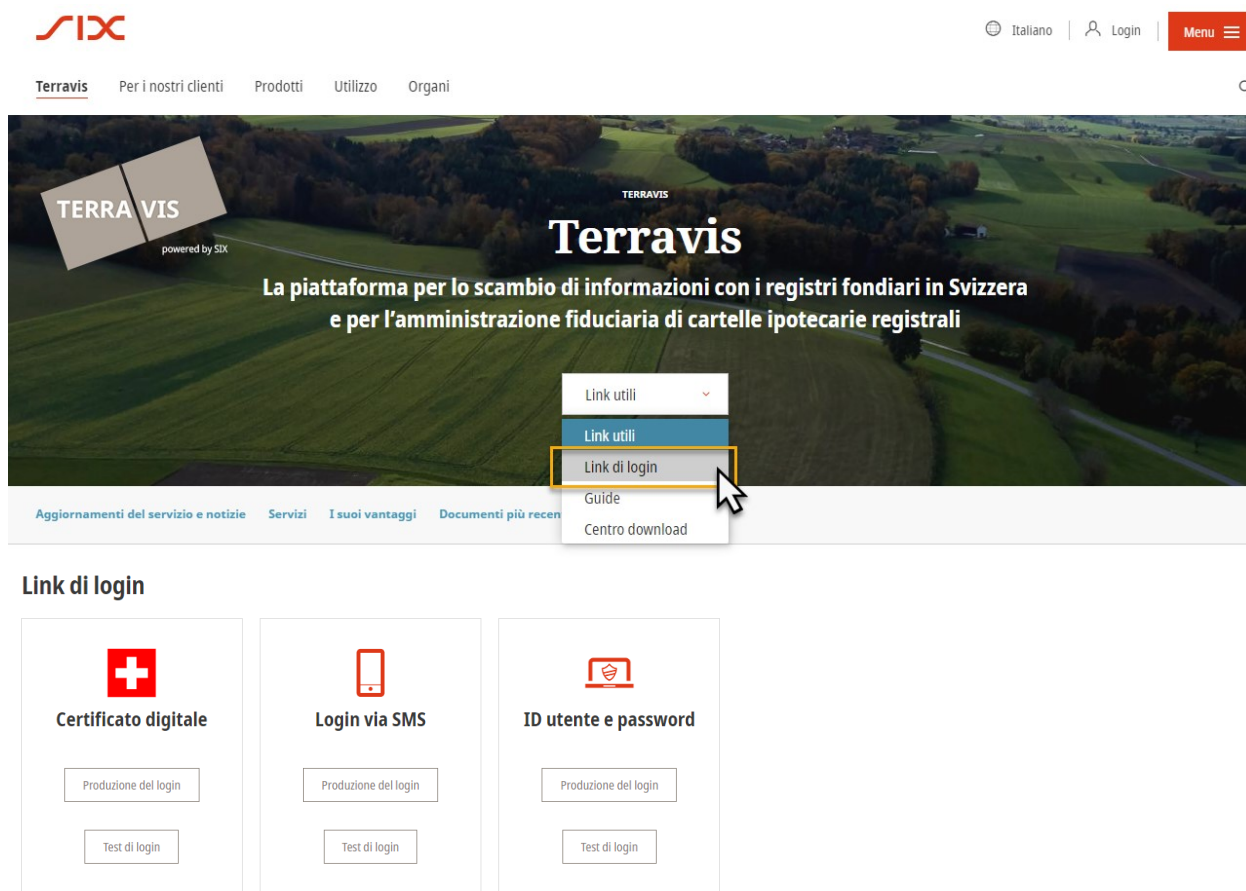 SIX
Italiano
Login
Menu
Terravis
Per i nostri clienti
Prodotti
Utilizzo
Organi
TERRA VIS
powered by SIX
TERRAVIS
Terravis
La piattaforma per lo scambio di informazioni con i registri fondiari in Svizzera
e per l’amministrazione fiduciaria di cartelle ipotecarie registrali
Link utili
Link utili
Link di login
Guide
Centro download
Aggiornamenti del servizio e notizie
Servizi
I suoi vantaggi
Documenti più recen
Link di login
Certificato digitale
Produzione del login
Test di login
Login via SMS
Produzione del login
Test di login
ID utente e password
Produzione del login
Test di login